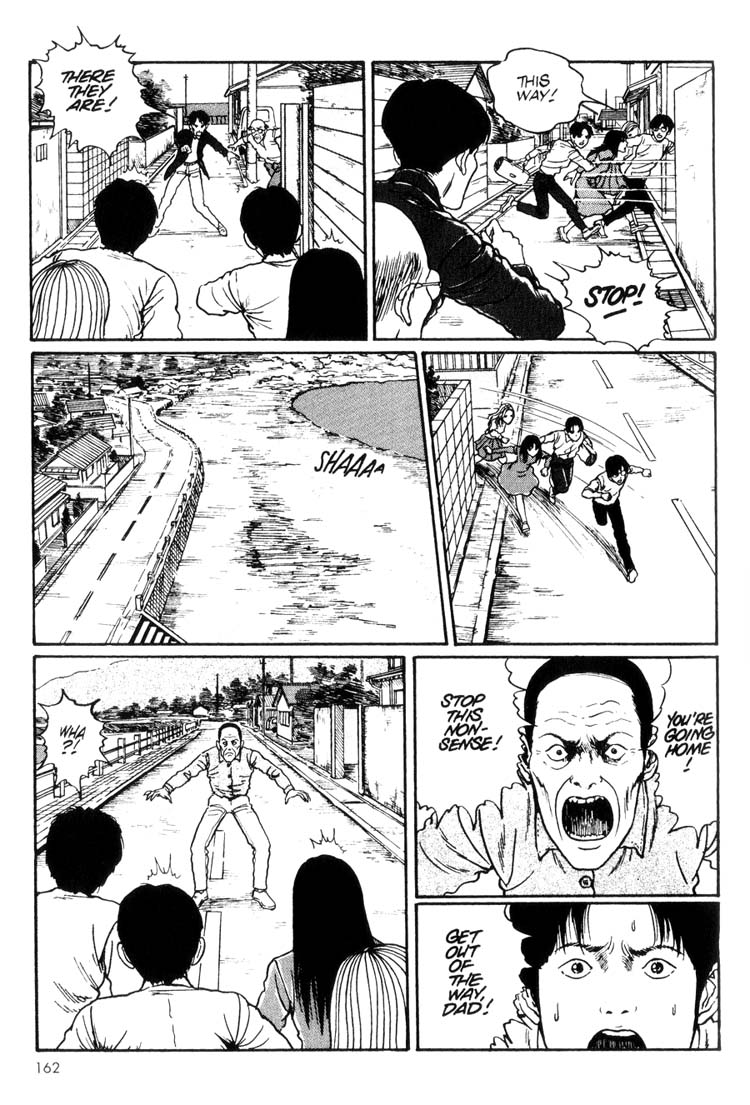 THERE
THEY
ARE!
THIS
WAY!
STOP!
SHAAAA
WHA
?!
STOP
THIS
NON-
SENSE!
YOU'RE
GOING
HOME
!
GET
OUT
OF
THE
WAY,
DAD!
162